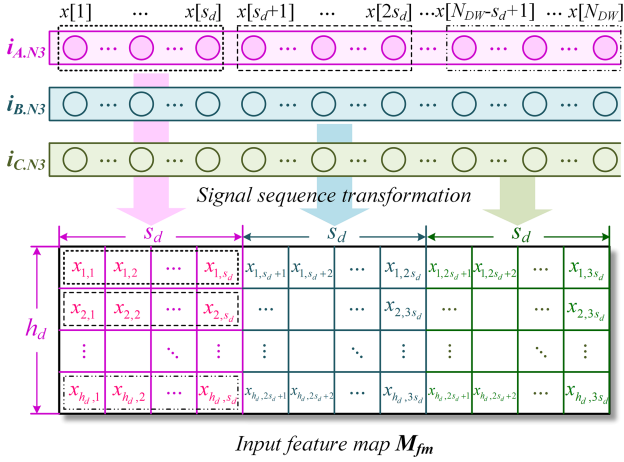 x[1] ... x[s_d] x[s_d+1] ... x[2s_d] ... x[N_DW-s_d+1] ... x[N_DW]
i_A.N3 ... ... ... ... ... ...
i_B.N3 ... ... ... ... ... ...
i_C.N3 ... ... ... ... ... ...
Signal sequence transformation
s_d s_d s_d
x_1,1 x_1,2 ... x_1,s_d x_1,s_d+1 x_1,s_d+2 ... x_1,2s_d x_1,2s_d+1 x_1,2s_d+2 ... x_1,3s_d
x_2,1 x_2,2 ... x_2,s_d ... ... x_2,3s_d ... ... x_2,3s_d
h_d
⋮ ⋱ ⋮ ⋮ ⋱ ⋮ ⋮ ⋱ ⋮
x_h_d,1 x_h_d,2 ... x_h_d,s_d x_h_d,2s_d+1 x_h_d,2s_d+2 ... x_h_d,3s_d x_h_d,2s_d+1 x_h_d,2s_d+2 ... x_h_d,3s_d
Input feature map M_fm